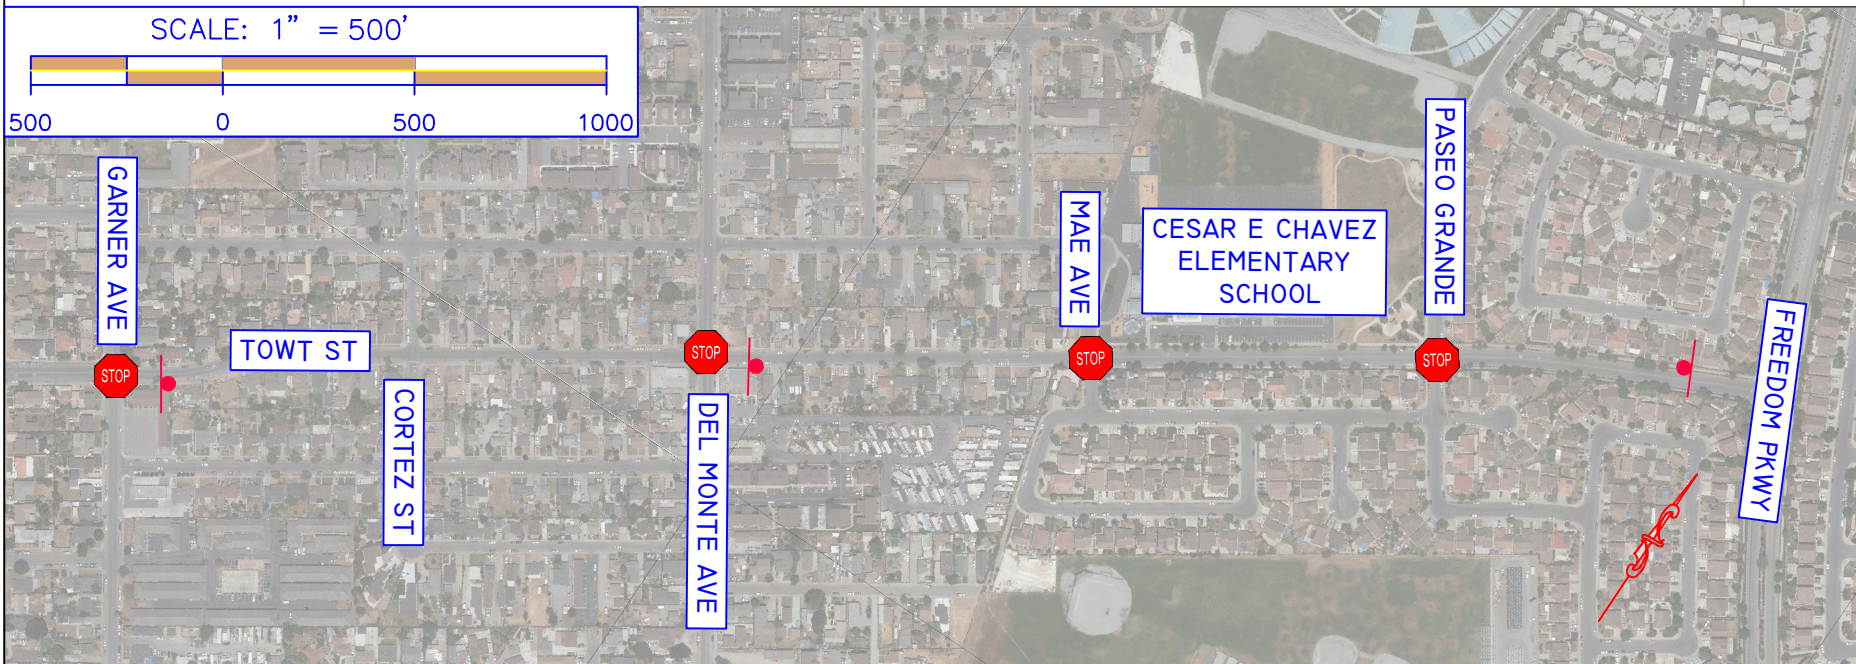 SCALE: 1" = 500'
500 0 500 1000
GARNER AVE
TOWT ST
CORTEZ ST
DEL MONTE AVE
MAE AVE
CESAR E CHAVEZ
ELEMENTARY
SCHOOL
PASEO GRANDE
FREEDOM PKWY
STOP
STOP
STOP
STOP